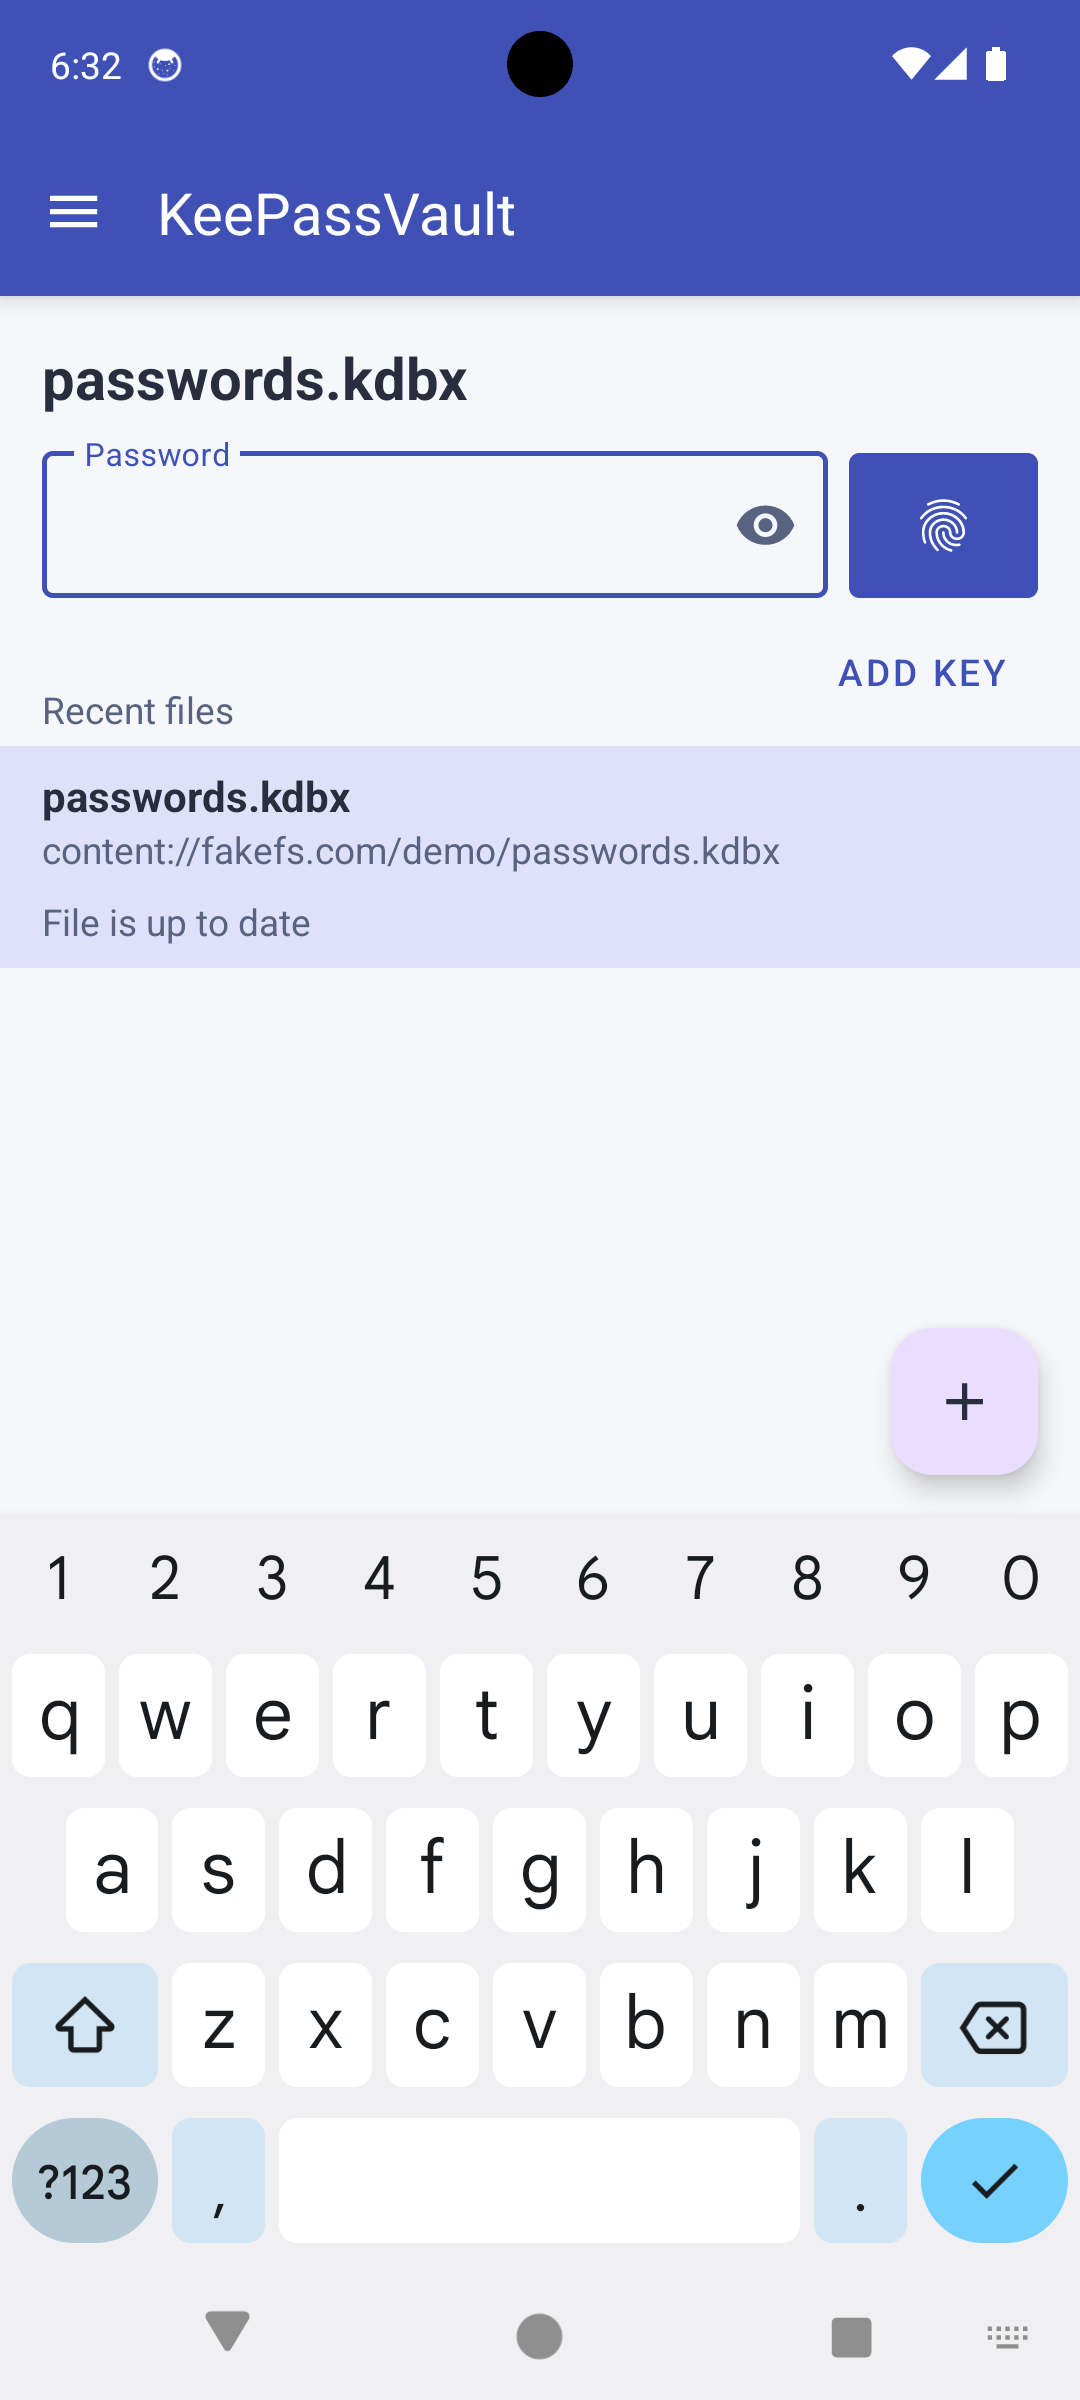 6:32
KeePassVault
passwords.kdbx
Password
ADD KEY
Recent files
passwords.kdbx
content://fakefs.com/demo/passwords.kdbx
File is up to date
1 2 3 4 5 6 7 8 9 0
q w e r t y u i o p
a s d f g h j k l
z x c v b n m
?123 , .